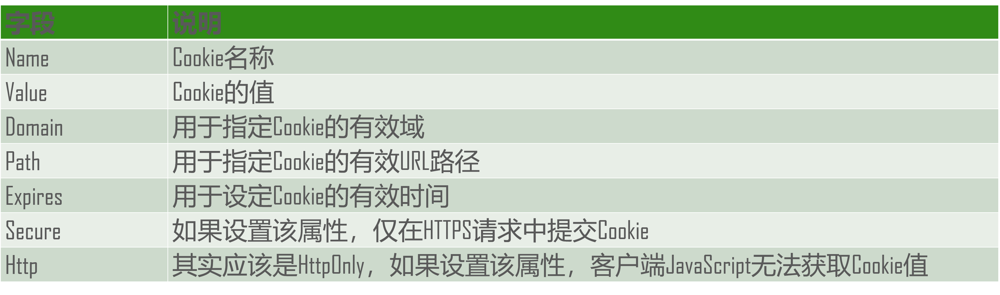 字段 说明
Name Cookie名称
Value Cookie的值
Domain 用于指定Cookie的有效域
Path 用于指定Cookie的有效URL路径
Expires 用于设定Cookie的有效时间
Secure 如果设置该属性，仅在HTTPS请求中提交Cookie
Http 其实应该是HttpOnly，如果设置该属性，客户端JavaScript无法获取Cookie值